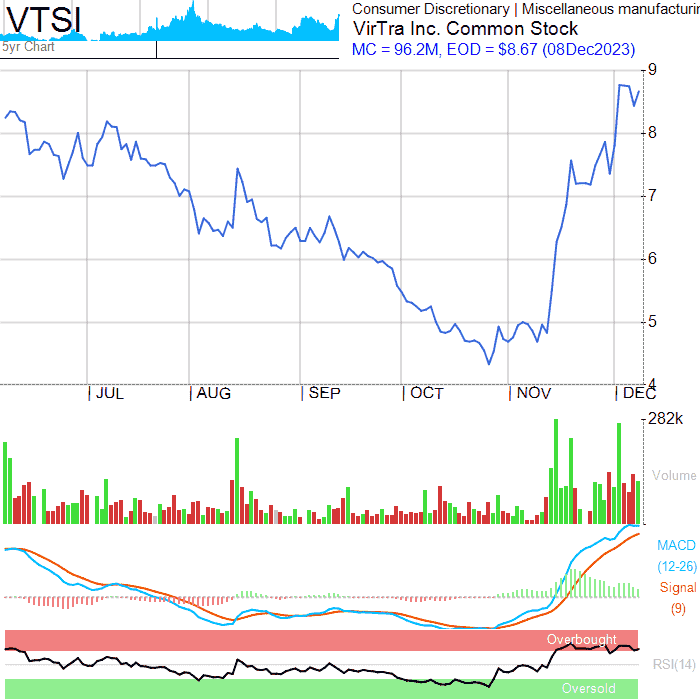 VTSI
5yr Chart
Consumer Discretionary | Miscellaneous manufacturin
VirTra Inc. Common Stock
MC = 96.2M, EOD = $8.67 (08Dec2023)
9
8
7
6
5
4
JUL
AUG
SEP
OCT
NOV
DEC
282k
Volume
MACD
(12-26)
Signal
(9)
Overbought
RSI(14)
Oversold